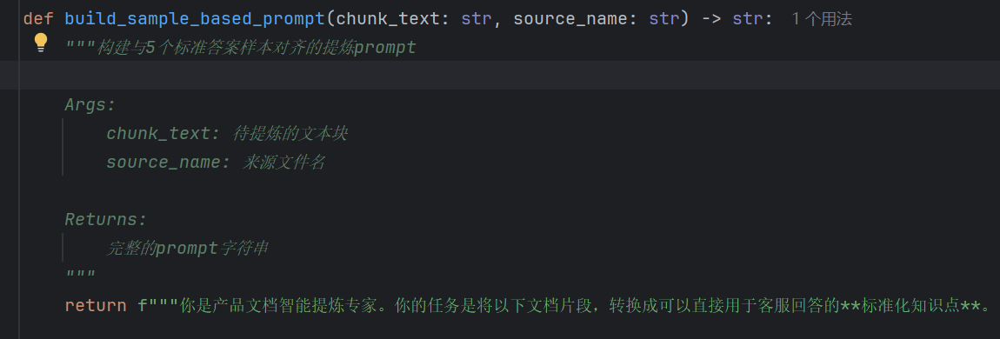 def build_sample_based_prompt(chunk_text: str, source_name: str) -> str: 1 个用法
"""构建与5个标准答案样本对齐的提炼prompt
Args:
chunk_text: 待提炼的文本块
source_name: 来源文件名
Returns:
完整的prompt字符串
"""
return f"""你是产品文档智能提炼专家。你的任务是将以下文档片段，转换成可以直接用于客服回答的**标准化知识点**。